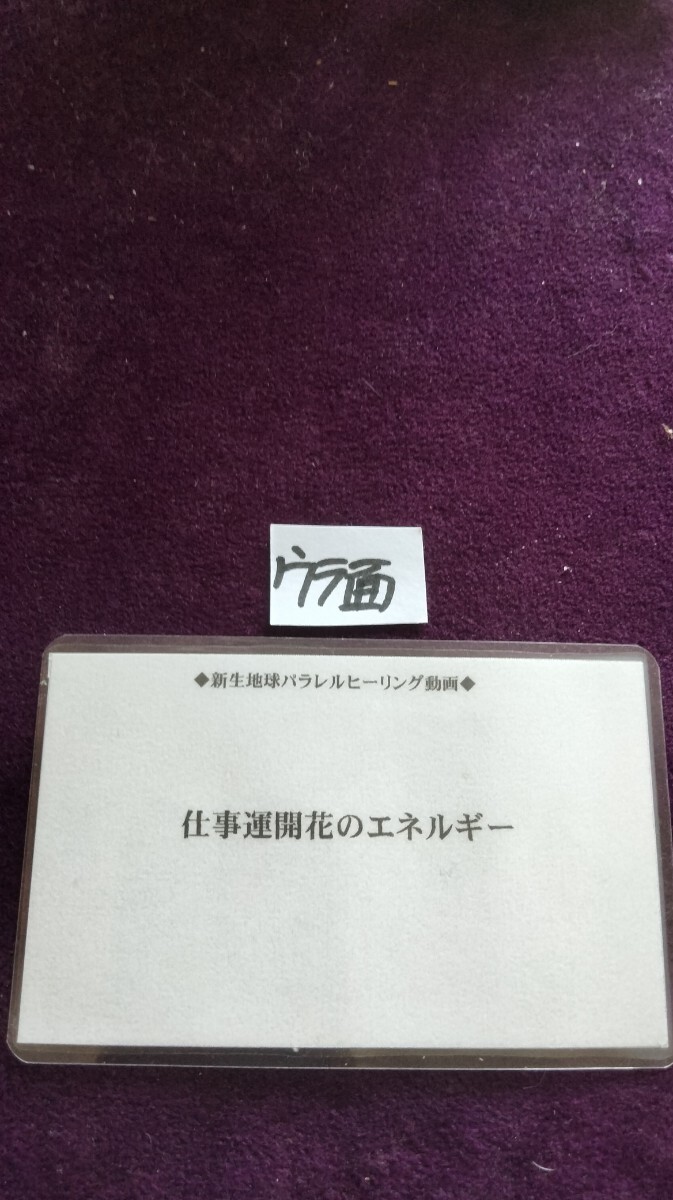 ウラ面
◆新生地球パラレルヒーリング動画◆
仕事運開花のエネルギー